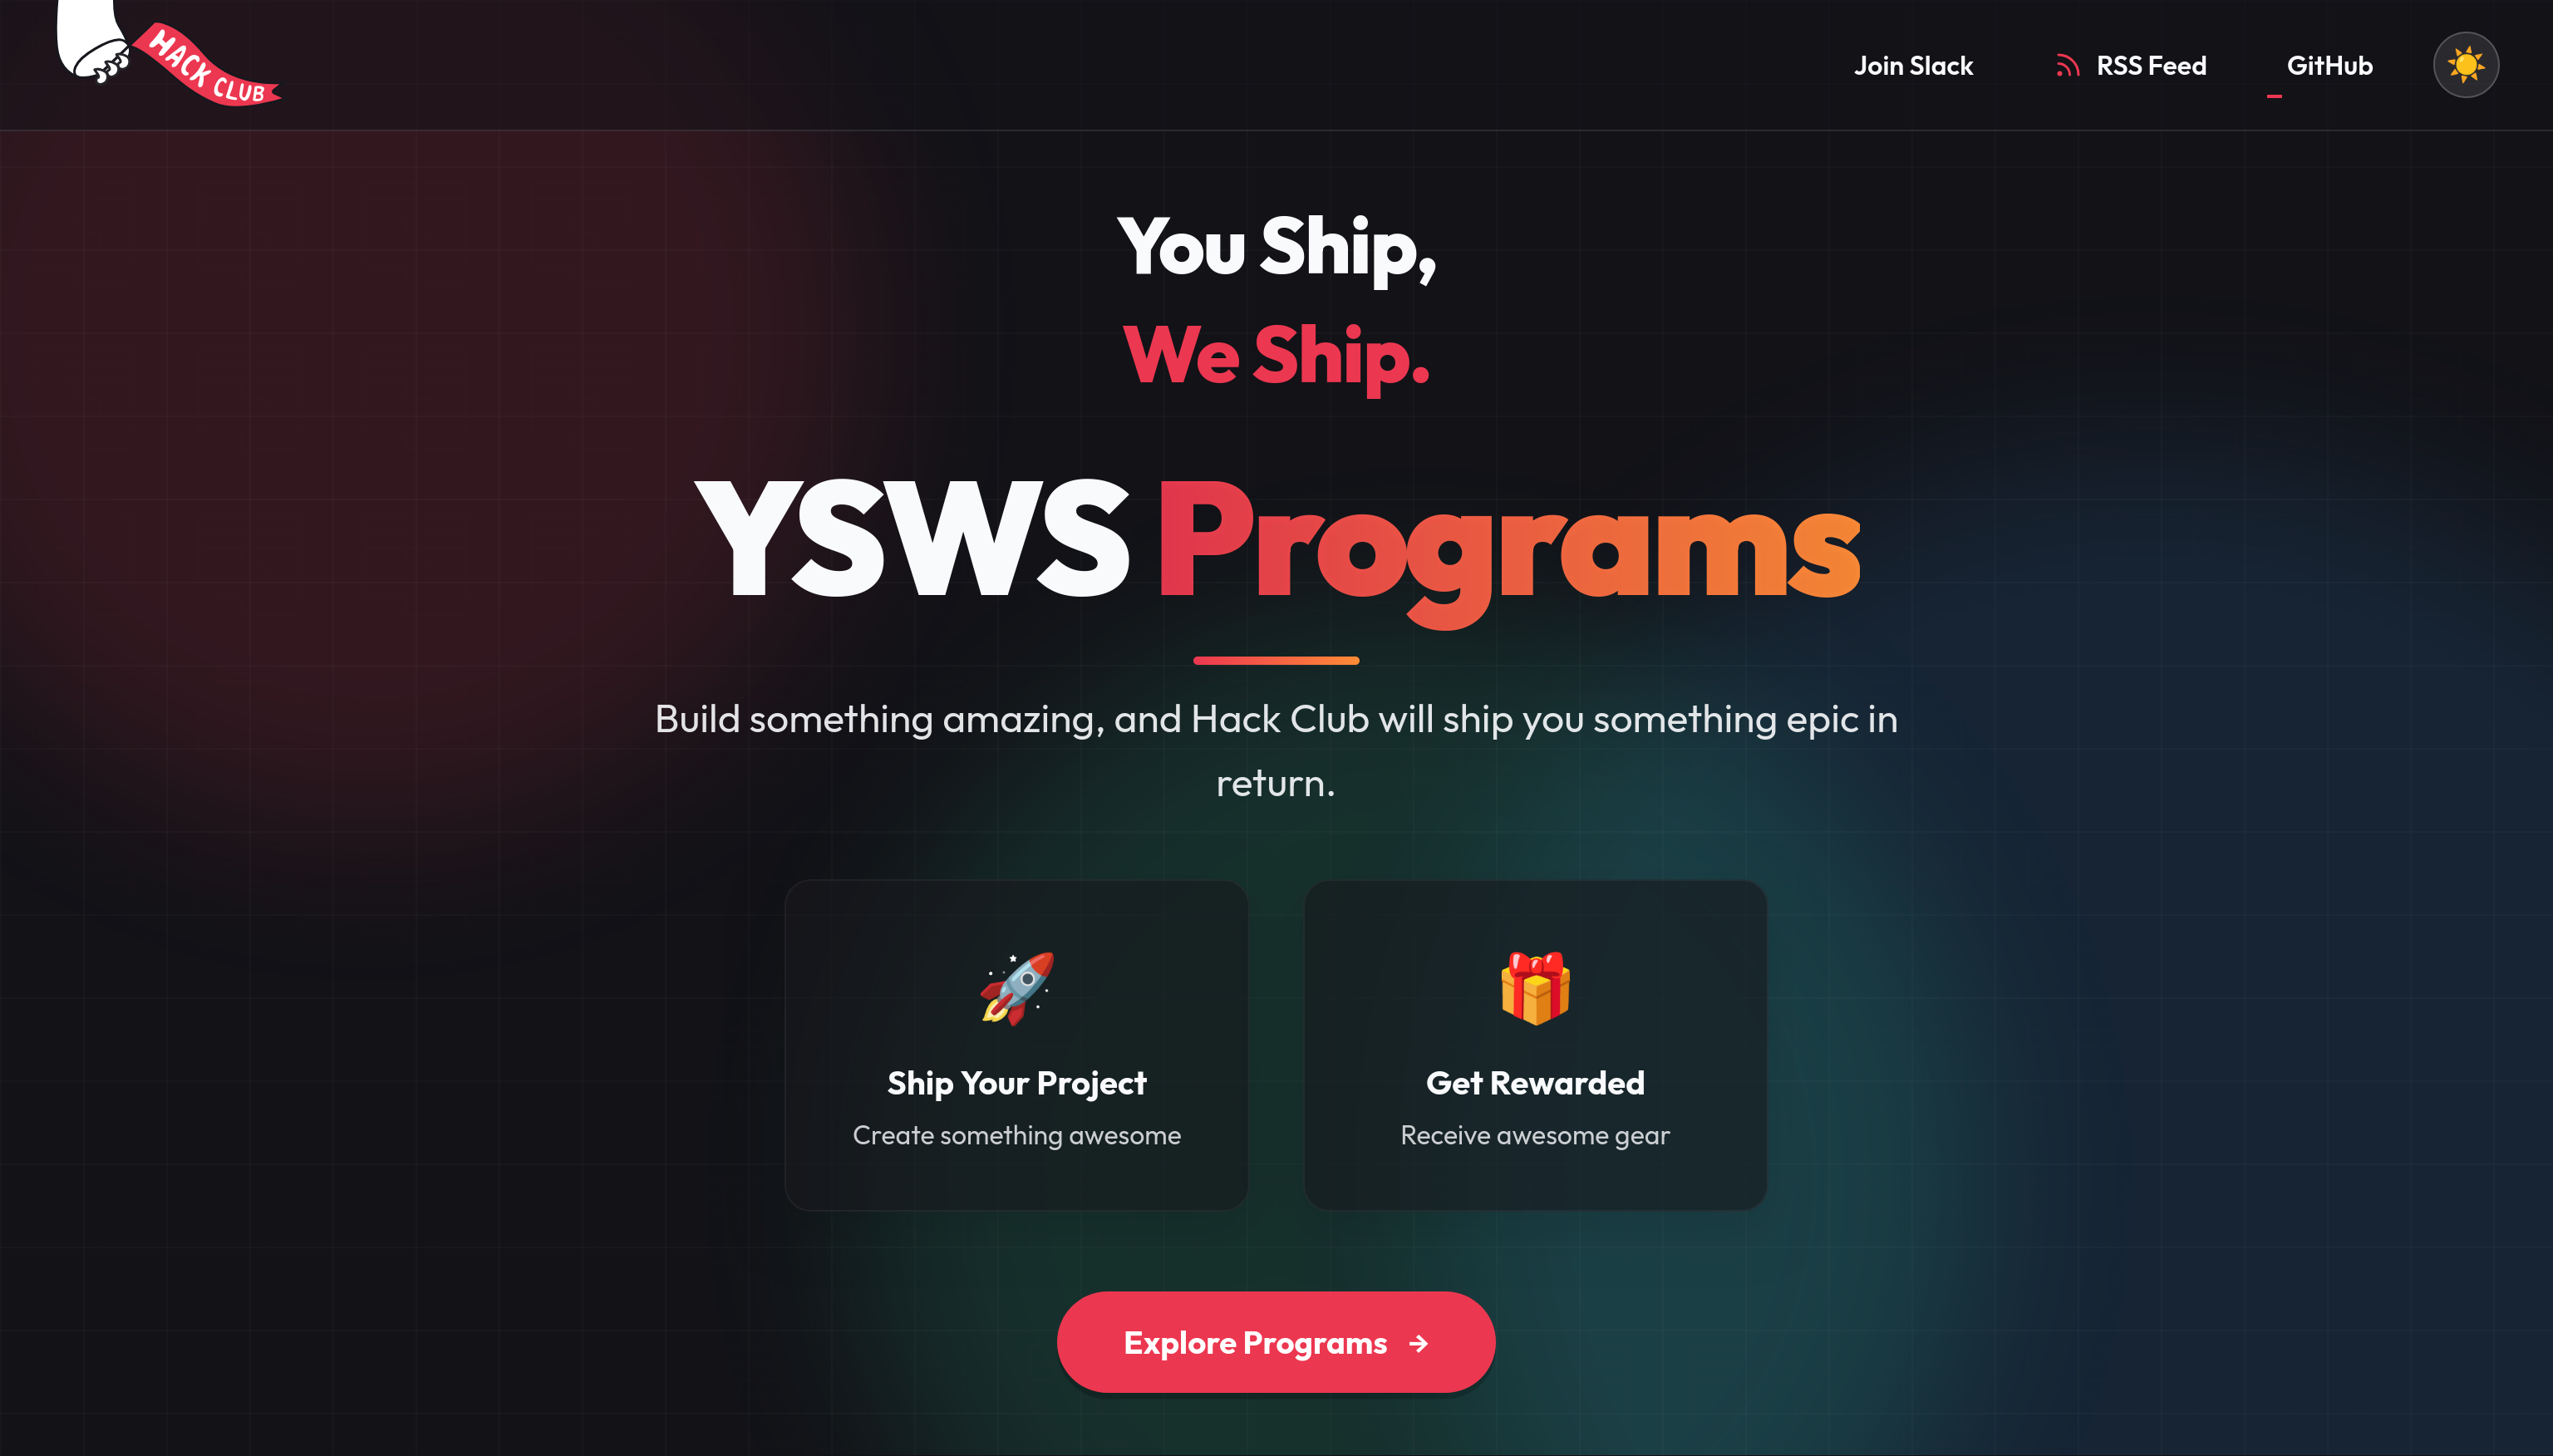 HACK CLUB
Join Slack
RSS Feed
GitHub
You Ship,
We Ship.
YSWS Programs
Build something amazing, and Hack Club will ship you something epic in
return.
Ship Your Project
Create something awesome
Get Rewarded
Receive awesome gear
Explore Programs →